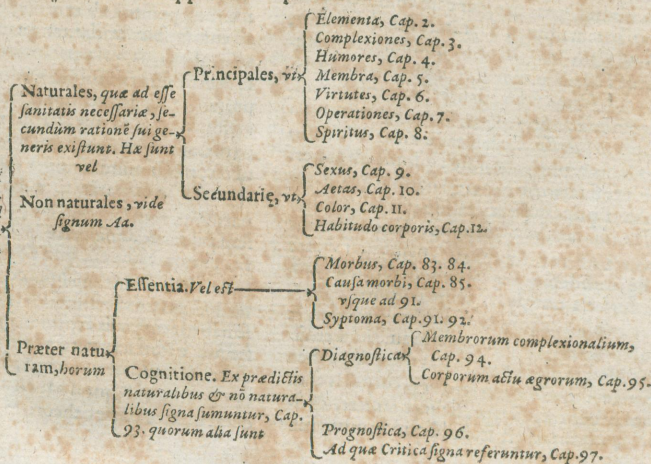 Naturales, quæ ad esse
sanitatis necessariæ, se-
cundùm rationē sui ge-
neris existunt. Hæ sunt
vel
Pr.ncipales, vt
Elementa, Cap. 2.
Complexiones, Cap. 3.
Humores, Cap. 4.
Membra, Cap. 5.
Virtutes, Cap. 6.
Operationes, Cap. 7.
Spiritus, Cap. 8.
Secundarię, vt
Sexus, Cap. 9.
Aetas, Cap. 10.
Color, Cap. 11.
Habitudo corporis, Cap. 12.
Non naturales, vide
signum Aa.
Præter natu
ram, horum
Essentia. Vel est
Morbus, Cap. 83. 84.
Causa morbi, Cap. 85.
vsque ad 91.
Syptoma, Cap. 91. 92.
Cognitione. Ex prædictis
naturalibus & nō natura-
libus signa sumuntur, Cap.
93. quorum alia sunt
Diagnostica
Membrorum complexionalium,
Cap. 94.
Corporum actu ægrorum, Cap. 95.
Prognostica, Cap. 96.
Ad quæ Critica signa referuntur, Cap. 97.